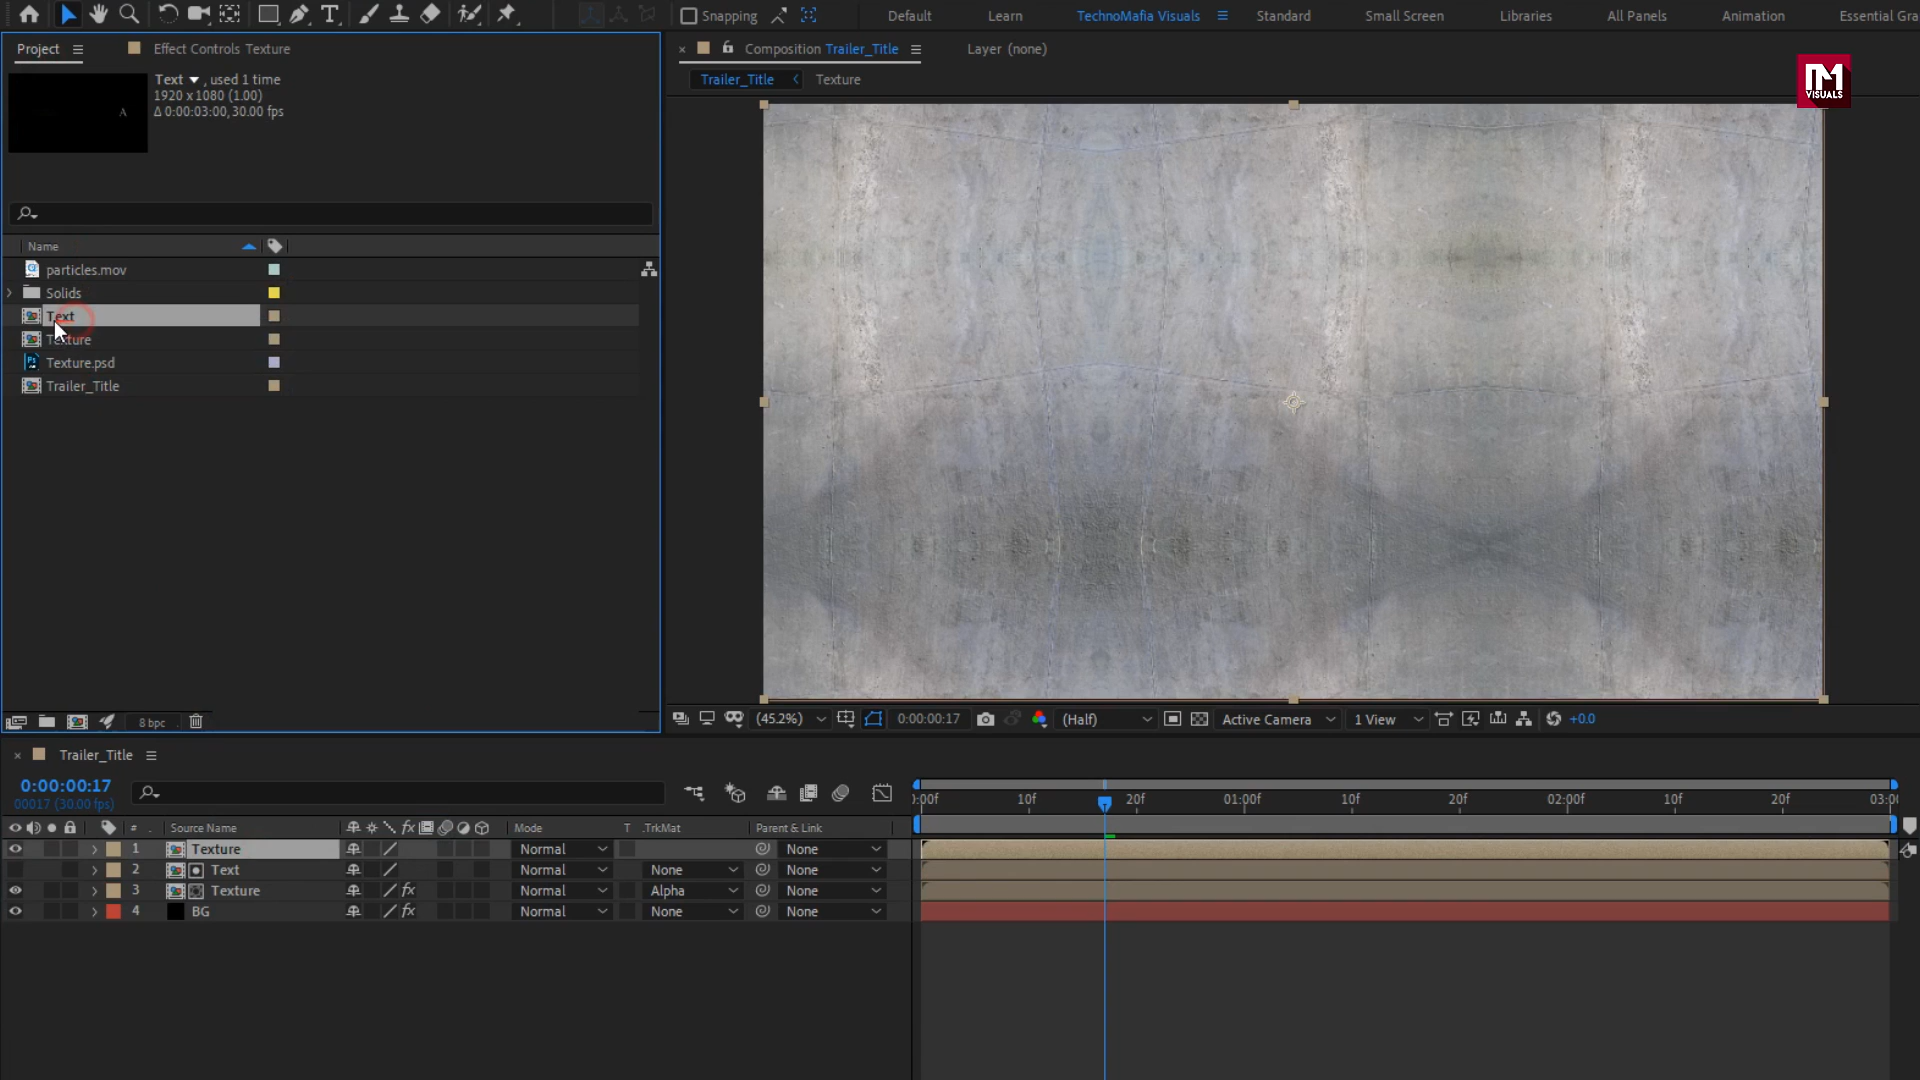 Snapping
Default
Learn
TechnoMafia Visuals
Standard
Small Screen
Libraries
All Panels
Animation
Essential Gra
Project
Effect Controls Texture
Composition Trailer_Title
Layer (none)
Text ▼ , used 1 time
1920 x 1080 (1.00)
Δ 0:00:03:00, 30.00 fps
A
Trailer_Title
Texture
VISUALS
Name
particles.mov
Solids
Text
Texture
Texture.psd
Trailer_Title
8 bpc
(45.2%)
0:00:00:17
(Half)
Active Camera
1 View
+0.0
Trailer_Title
0:00:00:17
00017 (30.00 fps)
):00f 10f 20f 01:00f 10f 20f 02:00f 10f 20f 03:00
# Source Name Mode T .TrkMat Parent & Link
1 Texture Normal None
2 Text Normal None None
3 Texture fx Normal Alpha None
4 BG fx Normal None None